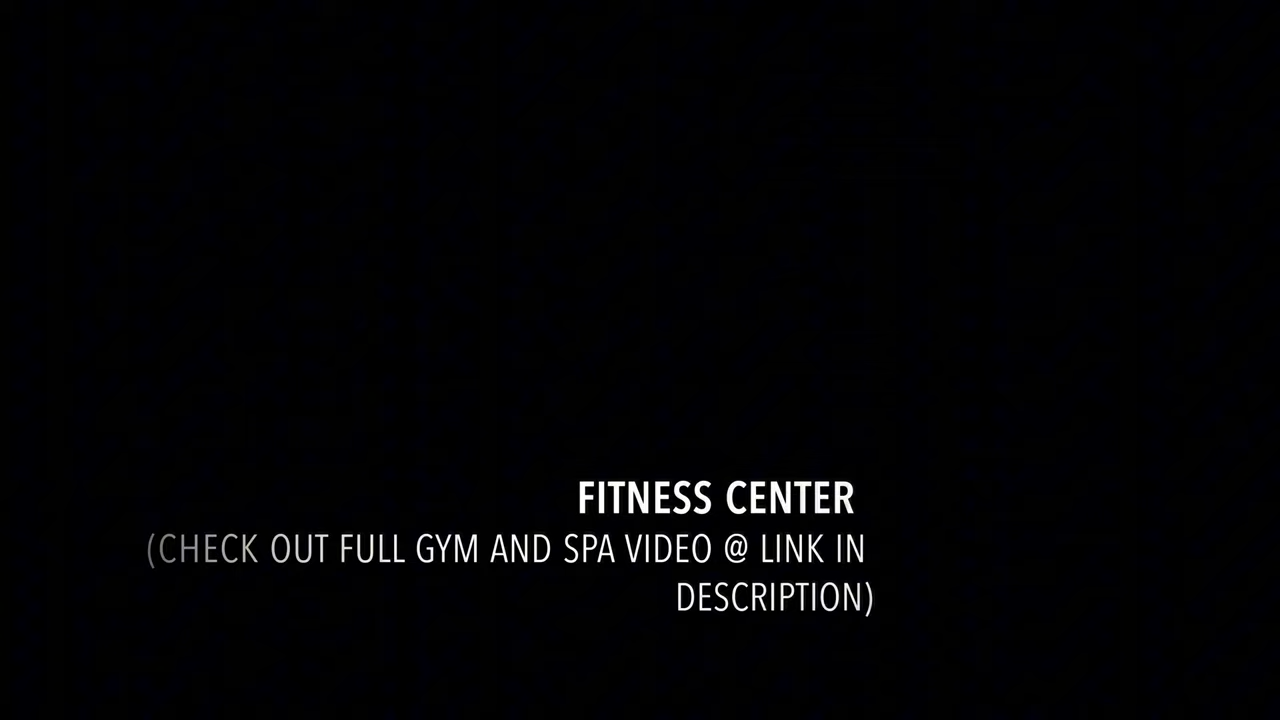 FITNESS CENTER
(CHECK OUT FULL GYM AND SPA VIDEO @ LINK IN
DESCRIPTION)